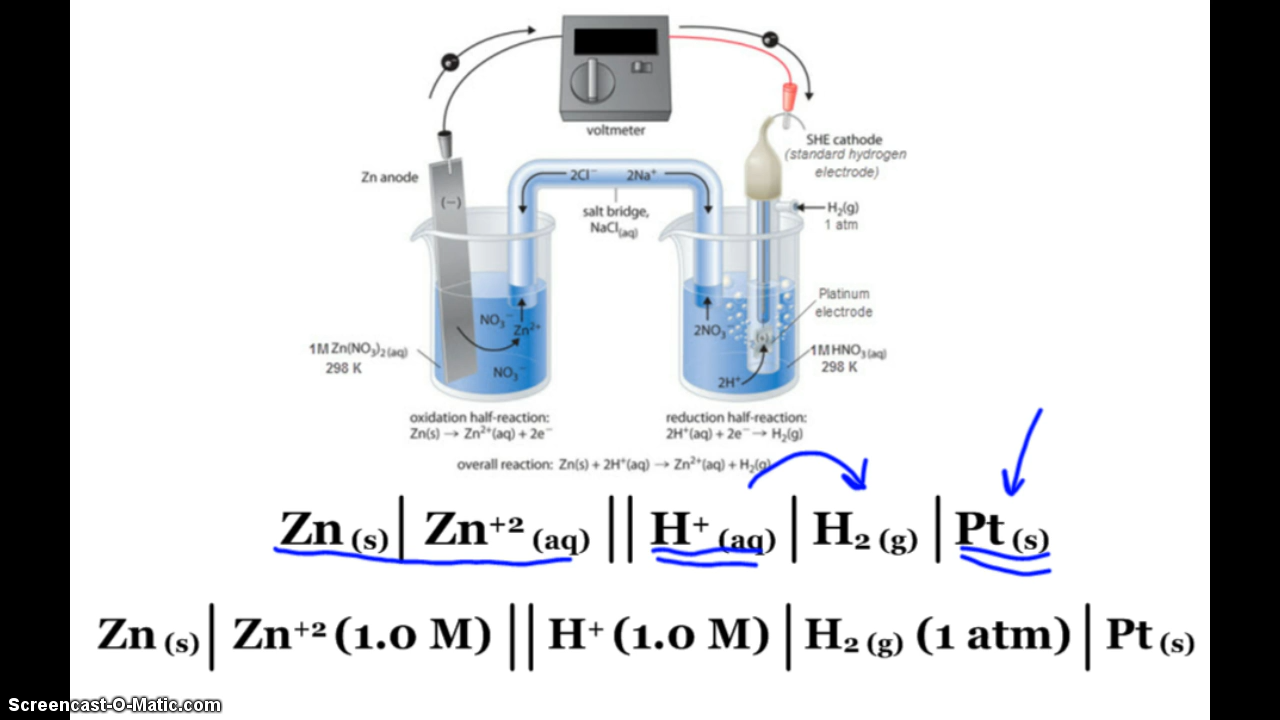 voltmeter
SHE cathode
(standard hydrogen
electrode)
Zn anode
(−)
2Cl⁻ 2Na⁺
salt bridge,
NaCl(aq)
H₂(g)
1 atm
Platinum
electrode
NO₃⁻
Zn²⁺
NO₃⁻
2NO₃⁻
2H⁺
1M Zn(NO₃)₂(aq)
298 K
1M HNO₃(aq)
298 K
oxidation half-reaction:
Zn(s) → Zn²⁺(aq) + 2e⁻
reduction half-reaction:
2H⁺(aq) + 2e⁻ → H₂(g)
overall reaction: Zn(s) + 2H⁺(aq) → Zn²⁺(aq) + H₂(g)
Zn (s) | Zn⁺² (aq) || H⁺ (aq) | H₂ (g) | Pt (s)
Zn (s) | Zn⁺² (1.0 M) || H⁺ (1.0 M) | H₂ (g) (1 atm) | Pt (s)
Screencast-O-Matic.com